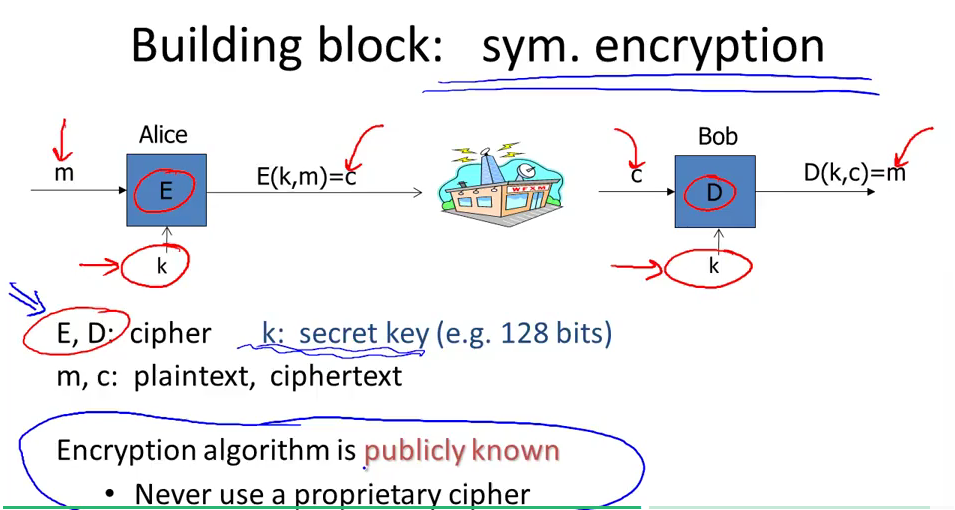 Building block: sym. encryption
Alice
Bob
m
E
E(k,m)=c
WFXM
c
D
D(k,c)=m
k
k
E, D: cipher k: secret key (e.g. 128 bits)
m, c: plaintext, ciphertext
Encryption algorithm is publicly known
• Never use a proprietary cipher